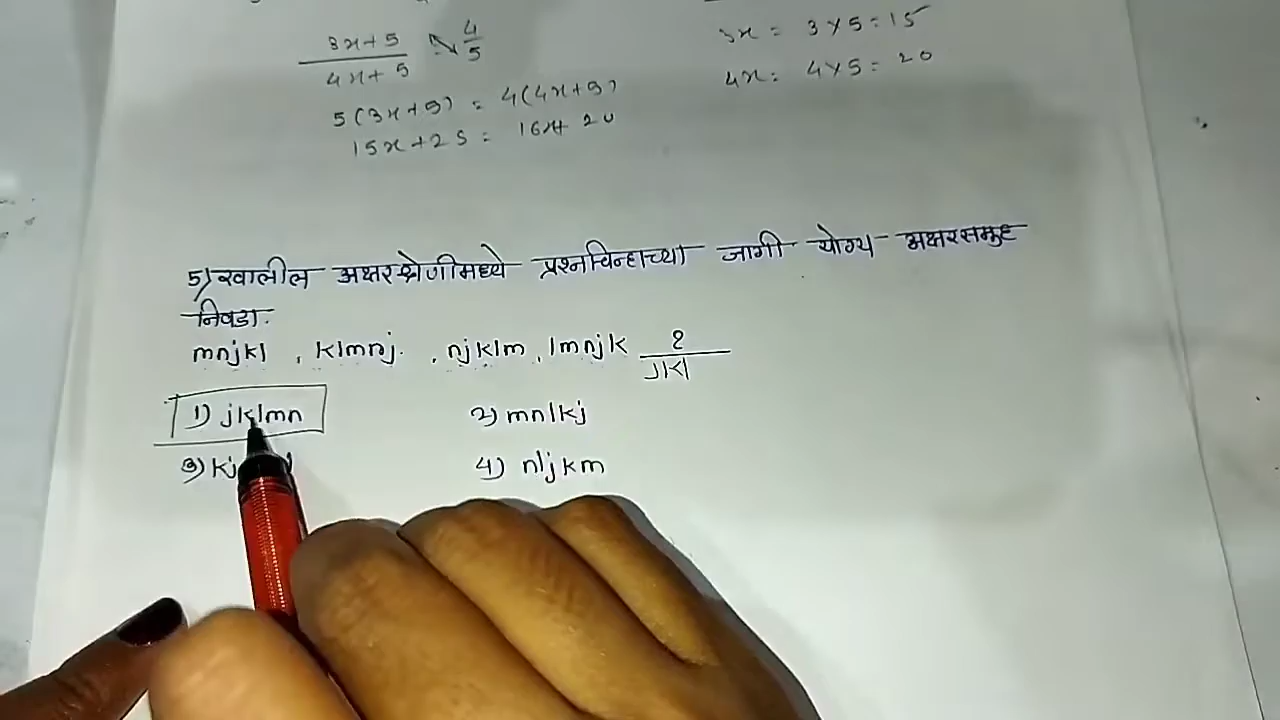 3x+5 / 4x+5 4/5
3x = 3×5=15
4x = 4×5= 20
5(3x+5) = 4(4x+5)
15x+25 = 16x+ 20
5) खालील अक्षरश्रेणीमध्ये प्रश्नचिन्हाच्या जागी योग्य अक्षरसमुह
निवडा.
mnjkl , klmnj. , njklm , lmnjk ?
jkl
1) jklmn 2) mnlkj
3) kj 4) nljkm